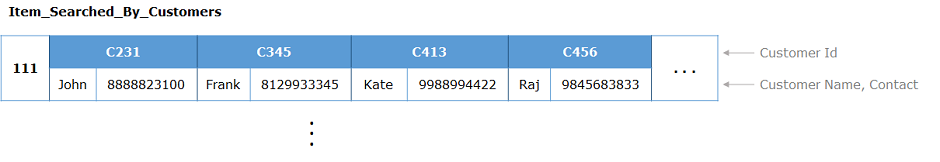 Item_Searched_By_Customers
111 C231 C345 C413 C456 ... Customer Id
John 8888823100 Frank 8129933345 Kate 9988994422 Raj 9845683833 Customer Name, Contact